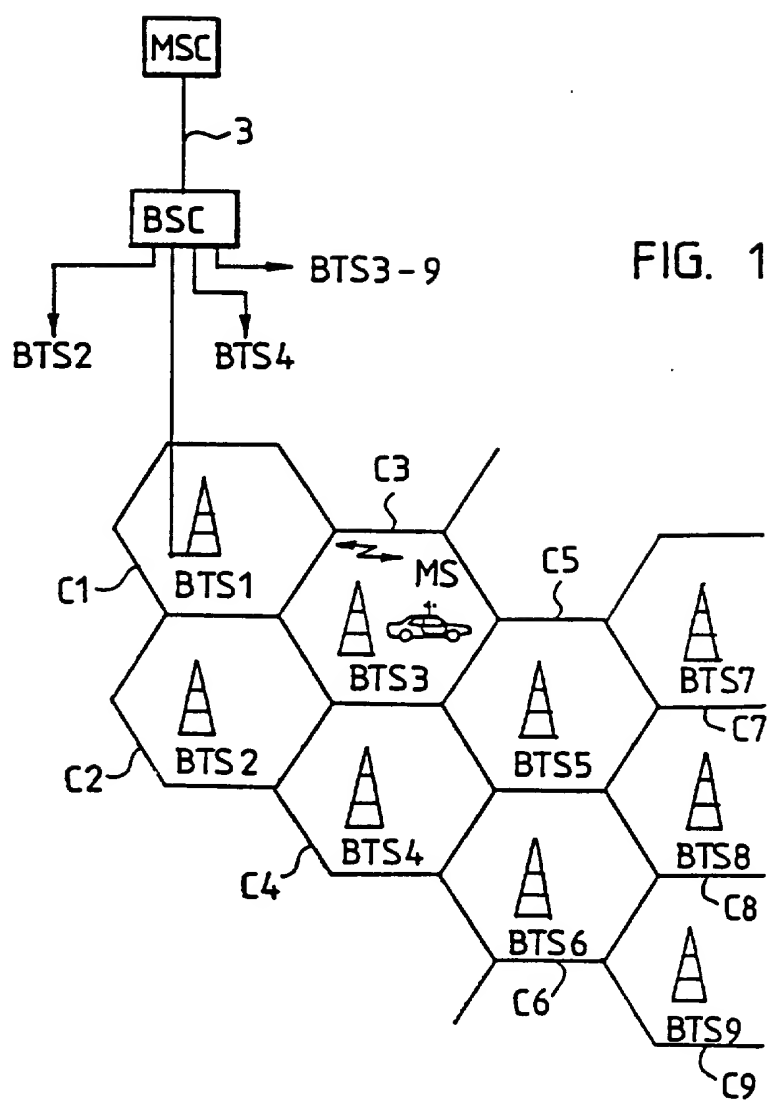 MSC
3
BSC
BTS3-9
FIG. 1
BTS2
BTS4
C3
C5
MS
C1
BTS1
BTS3
BTS7
C7
BTS2
BTS5
C2
BTS4
BTS8
C4
C8
BTS6
C6
BTS9
C9